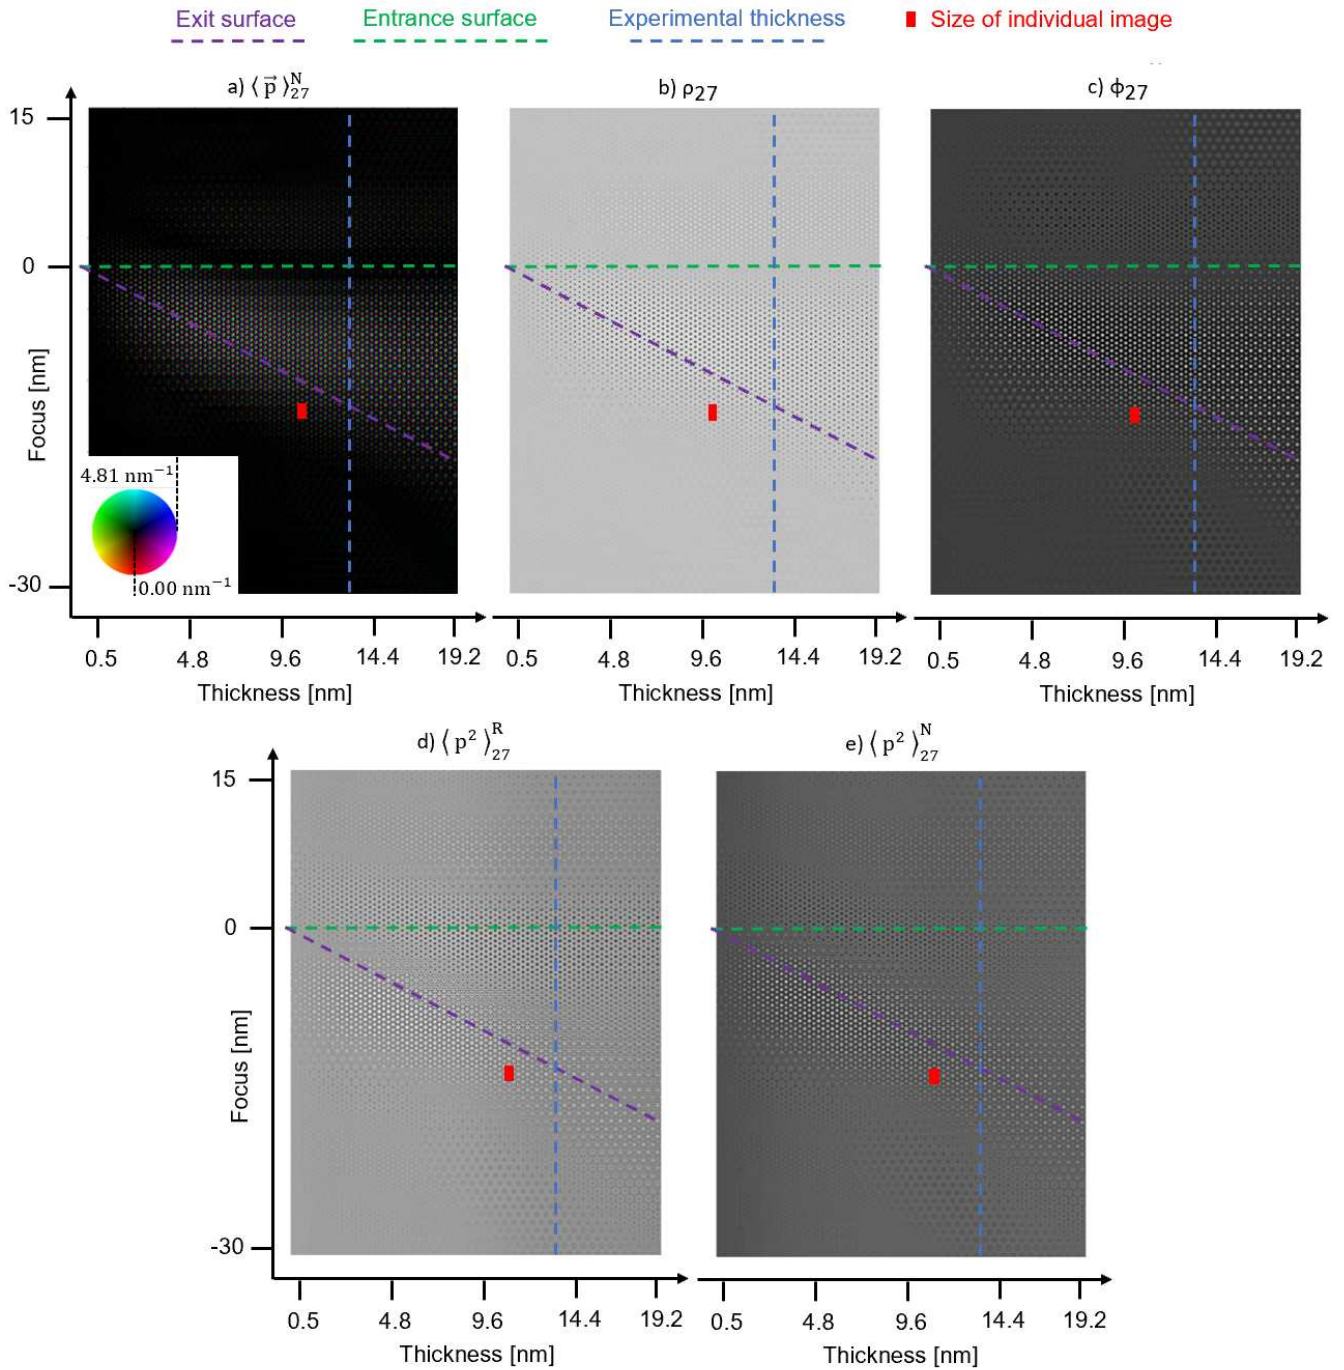 Exit surface Entrance surface Experimental thickness Size of individual image
a) ⟨ p⃗ ⟩₂₇ᴺ b) ρ₂₇ c) ϕ₂₇
15
0
-30
Focus [nm]
4.81 nm⁻¹
0.00 nm⁻¹
0.5 4.8 9.6 14.4 19.2 0.5 4.8 9.6 14.4 19.2 0.5 4.8 9.6 14.4 19.2
Thickness [nm] Thickness [nm] Thickness [nm]
d) ⟨ p² ⟩₂₇ᴿ e) ⟨ p² ⟩₂₇ᴺ
15
0
-30
Focus [nm]
0.5 4.8 9.6 14.4 19.2 0.5 4.8 9.6 14.4 19.2
Thickness [nm] Thickness [nm]